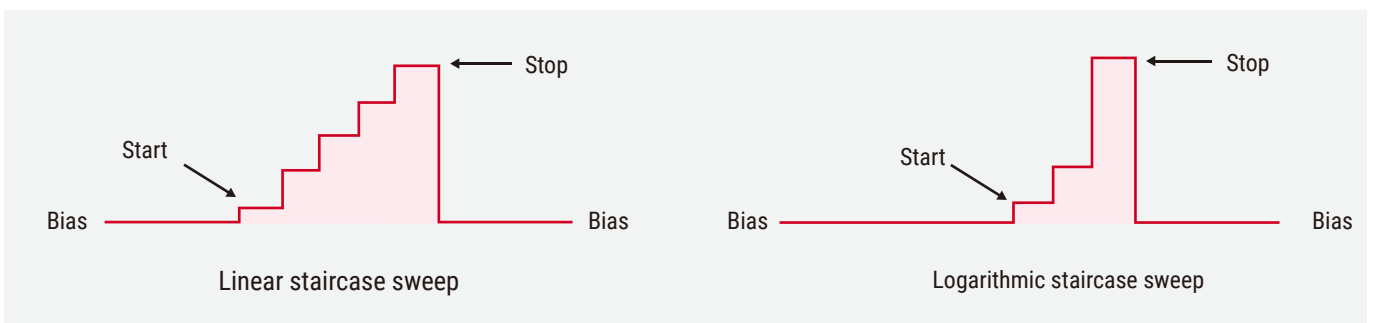 Stop
Start
Bias
Bias
Linear staircase sweep
Stop
Start
Bias
Bias
Logarithmic staircase sweep